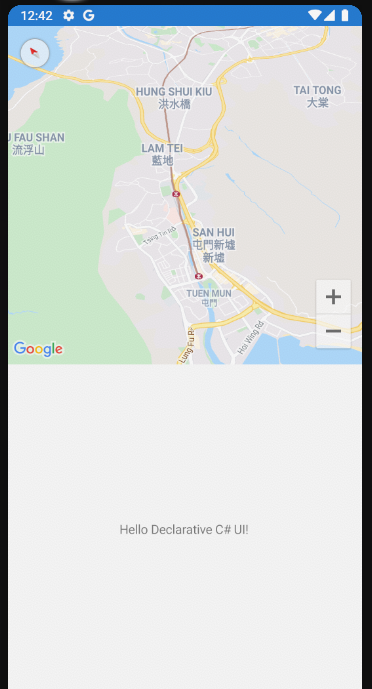 12:42
HUNG SHUI KIU
洪水橋
TAI TONG
大棠
U FAU SHAN
流浮山
LAM TEI
藍地
Tsing Tin Rd
SAN HUI
屯門新墟
新墟
TUEN MUN
屯門
+
−
Lung Fu R
Hoi Wing Rd
Google
Hello Declarative C# UI!